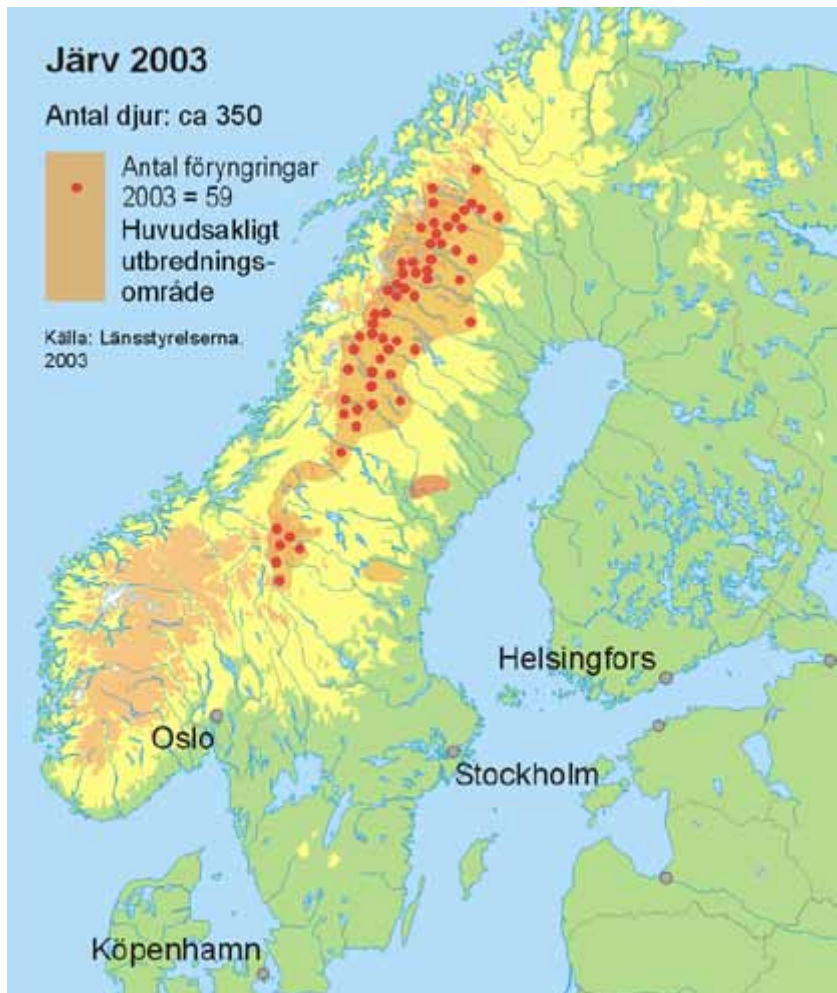 Järv 2003
Antal djur: ca 350
Antal föryngringar
2003 = 59
Huvudsakligt
utbrednings-
område
Källa: Länsstyrelserna.
2003
Helsingfors
Oslo
Stockholm
Köpenhamn